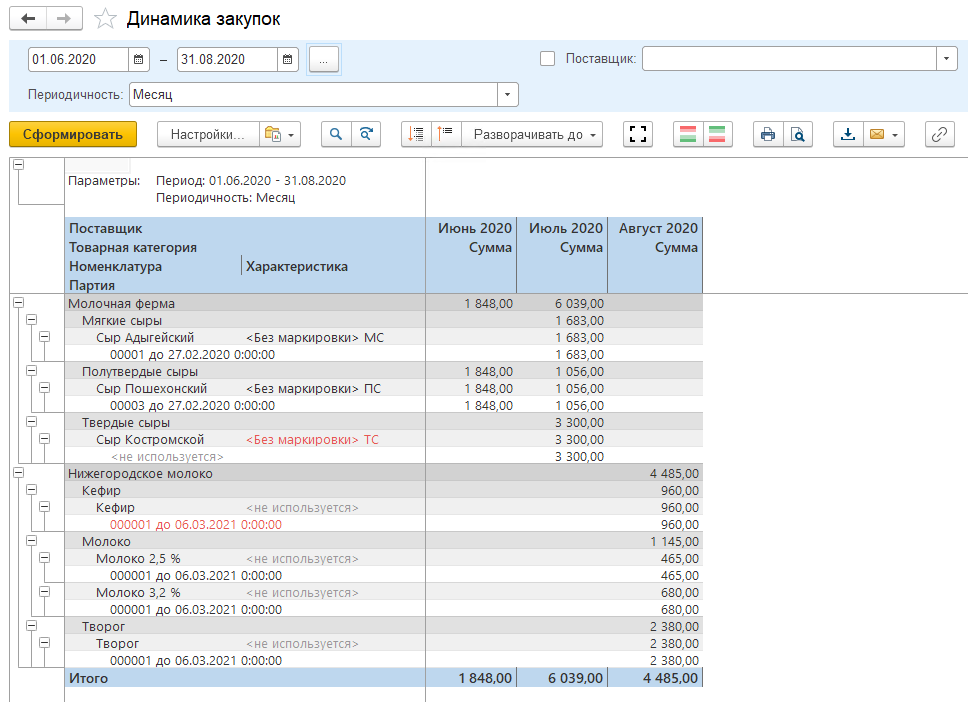 Динамика закупок
01.06.2020 – 31.08.2020 ... Поставщик:
Периодичность: Месяц
Сформировать Настройки... Разворачивать до
Параметры: Период: 01.06.2020 - 31.08.2020
Периодичность: Месяц
Поставщик Июнь 2020 Июль 2020 Август 2020
Товарная категория Сумма Сумма Сумма
Номенклатура Характеристика
Партия
Молочная ферма 1 848,00 6 039,00
Мягкие сыры 1 683,00
Сыр Адыгейский <Без маркировки> МС 1 683,00
00001 до 27.02.2020 0:00:00 1 683,00
Полутвердые сыры 1 848,00 1 056,00
Сыр Пошехонский <Без маркировки> ПС 1 848,00 1 056,00
00003 до 27.02.2020 0:00:00 1 848,00 1 056,00
Твердые сыры 3 300,00
Сыр Костромской <Без маркировки> ТС 3 300,00
<не используется> 3 300,00
Нижегородское молоко 4 485,00
Кефир 960,00
Кефир <не используется> 960,00
000001 до 06.03.2021 0:00:00 960,00
Молоко 1 145,00
Молоко 2,5 % <не используется> 465,00
000001 до 06.03.2021 0:00:00 465,00
Молоко 3,2 % <не используется> 680,00
000001 до 06.03.2021 0:00:00 680,00
Творог 2 380,00
Творог <не используется> 2 380,00
000001 до 06.03.2021 0:00:00 2 380,00
Итого 1 848,00 6 039,00 4 485,00